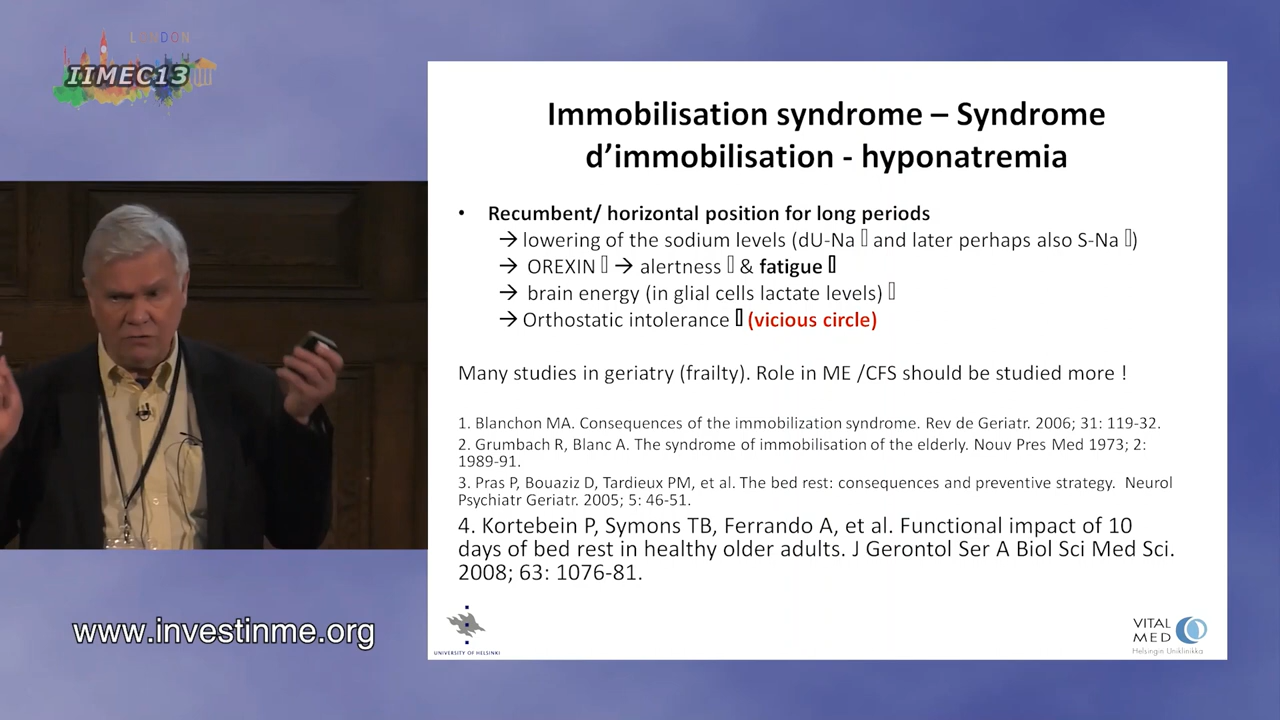 LONDON
IIMEC13
Immobilisation syndrome – Syndrome
d’immobilisation - hyponatremia
• Recumbent/ horizontal position for long periods
→ lowering of the sodium levels (dU-Na ▯ and later perhaps also S-Na ▯)
→ OREXIN ▯ → alertness ▯ & fatigue ▯
→ brain energy (in glial cells lactate levels) ▯
→ Orthostatic intolerance ▯ (vicious circle)
Many studies in geriatry (frailty). Role in ME /CFS should be studied more !
1. Blanchon MA. Consequences of the immobilization syndrome. Rev de Geriatr. 2006; 31: 119-32.
2. Grumbach R, Blanc A. The syndrome of immobilisation of the elderly. Nouv Pres Med 1973; 2:
1989-91.
3. Pras P, Bouaziz D, Tardieux PM, et al. The bed rest: consequences and preventive strategy. Neurol
Psychiatr Geriatr. 2005; 5: 46-51.
4. Kortebein P, Symons TB, Ferrando A, et al. Functional impact of 10
days of bed rest in healthy older adults. J Gerontol Ser A Biol Sci Med Sci.
2008; 63: 1076-81.
www.investinme.org
UNIVERSITY OF HELSINKI
VITAL
MED
Helsingin Uniklinikka